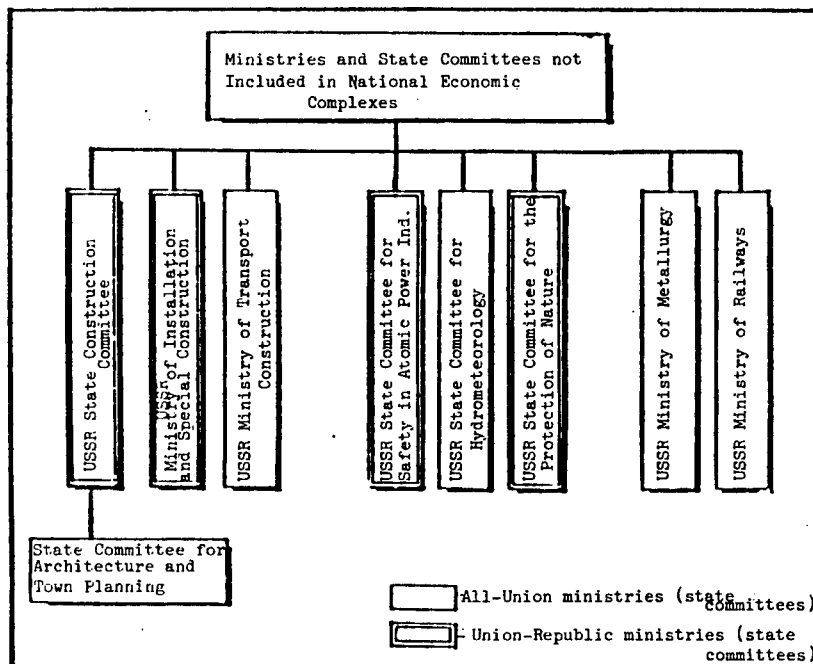 Ministries and State Committees not
Included in National Economic
Complexes
USSR State Construction
Committee
USSR
Ministry of Installation
and Special Construction
USSR Ministry of Transport
Construction
USSR State Committee for
Safety in Atomic Power Ind.
USSR State Committee for
Hydrometeorology
USSR State Committee for the
Protection of Nature
USSR Ministry of Metallurgy
USSR Ministry of Railways
State Committee for
Architecture and
Town Planning
All-Union ministries (state
committees)
Union-Republic ministries (state
committees)